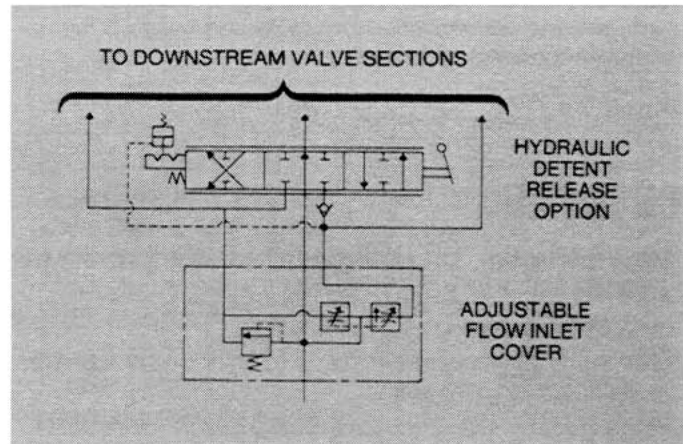 TO DOWNSTREAM VALVE SECTIONS
HYDRAULIC
DETENT
RELEASE
OPTION
ADJUSTABLE
FLOW INLET
COVER